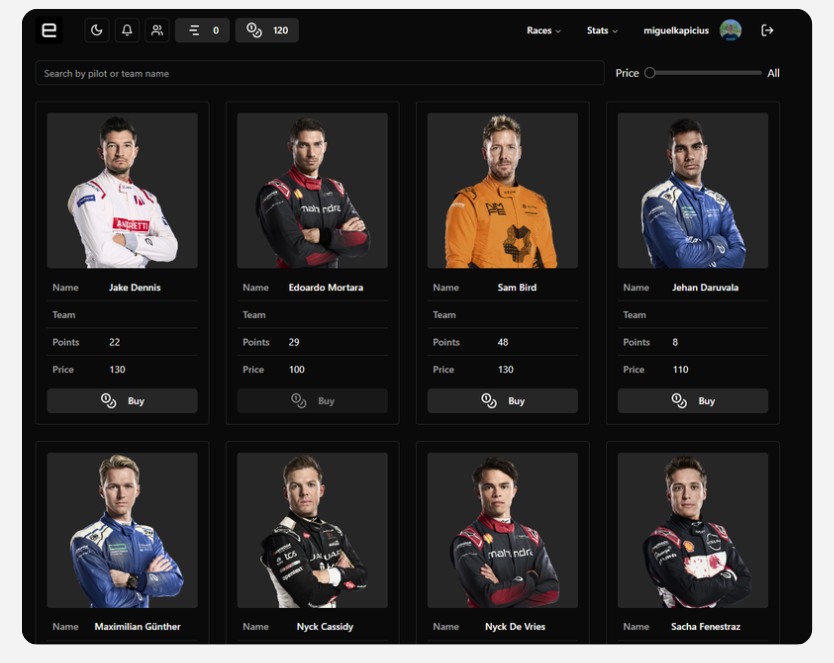 e 0 120 Races Stats miguelkapicius
Search by pilot or team name Price All
ANDRETTI
mahindra
Name Jake Dennis
Team
Points 22
Price 130
Buy
Name Edoardo Mortara
Team
Points 29
Price 100
Buy
Name Sam Bird
Team
Points 48
Price 130
Buy
Name Jehan Daruvala
Team
Points 8
Price 110
Buy
tcs
JAGUAR
mahindra
Name Maximilian Günther
Name Nyck Cassidy
Name Nyck De Vries
Name Sacha Fenestraz